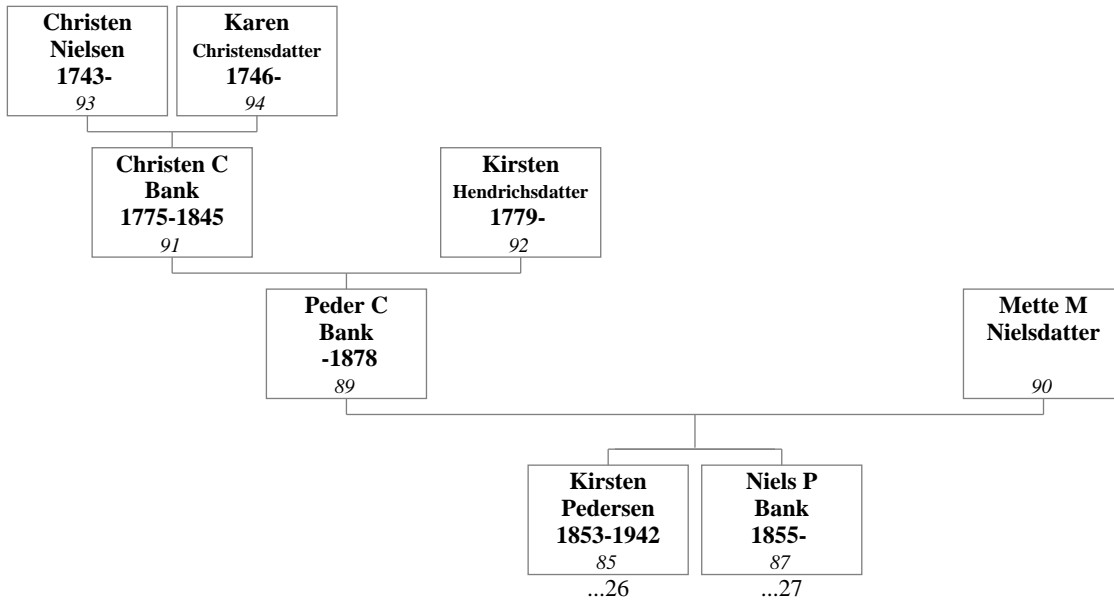 Christen
Nielsen
1743-
93
Karen
Christensdatter
1746-
94
Christen C
Bank
1775-1845
91
Kirsten
Hendrichsdatter
1779-
92
Peder C
Bank
-1878
89
Mette M
Nielsdatter
90
Kirsten
Pedersen
1853-1942
85
...26
Niels P
Bank
1855-
87
...27